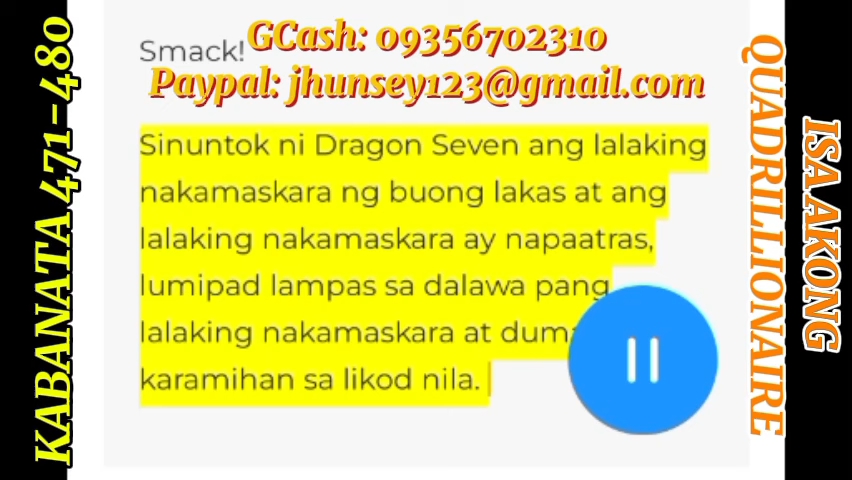 KABANATA 471-480
GCash: 09356702310
Paypal: jhunsey123@gmail.com
Smack!
Sinuntok ni Dragon Seven ang lalaking
nakamaskara ng buong lakas at ang
lalaking nakamaskara ay napaatras,
lumipad lampas sa dalawa pang
lalaking nakamaskara at
karamihan sa likod nila.
ISA AKONG
QUADRILLIONAIRE